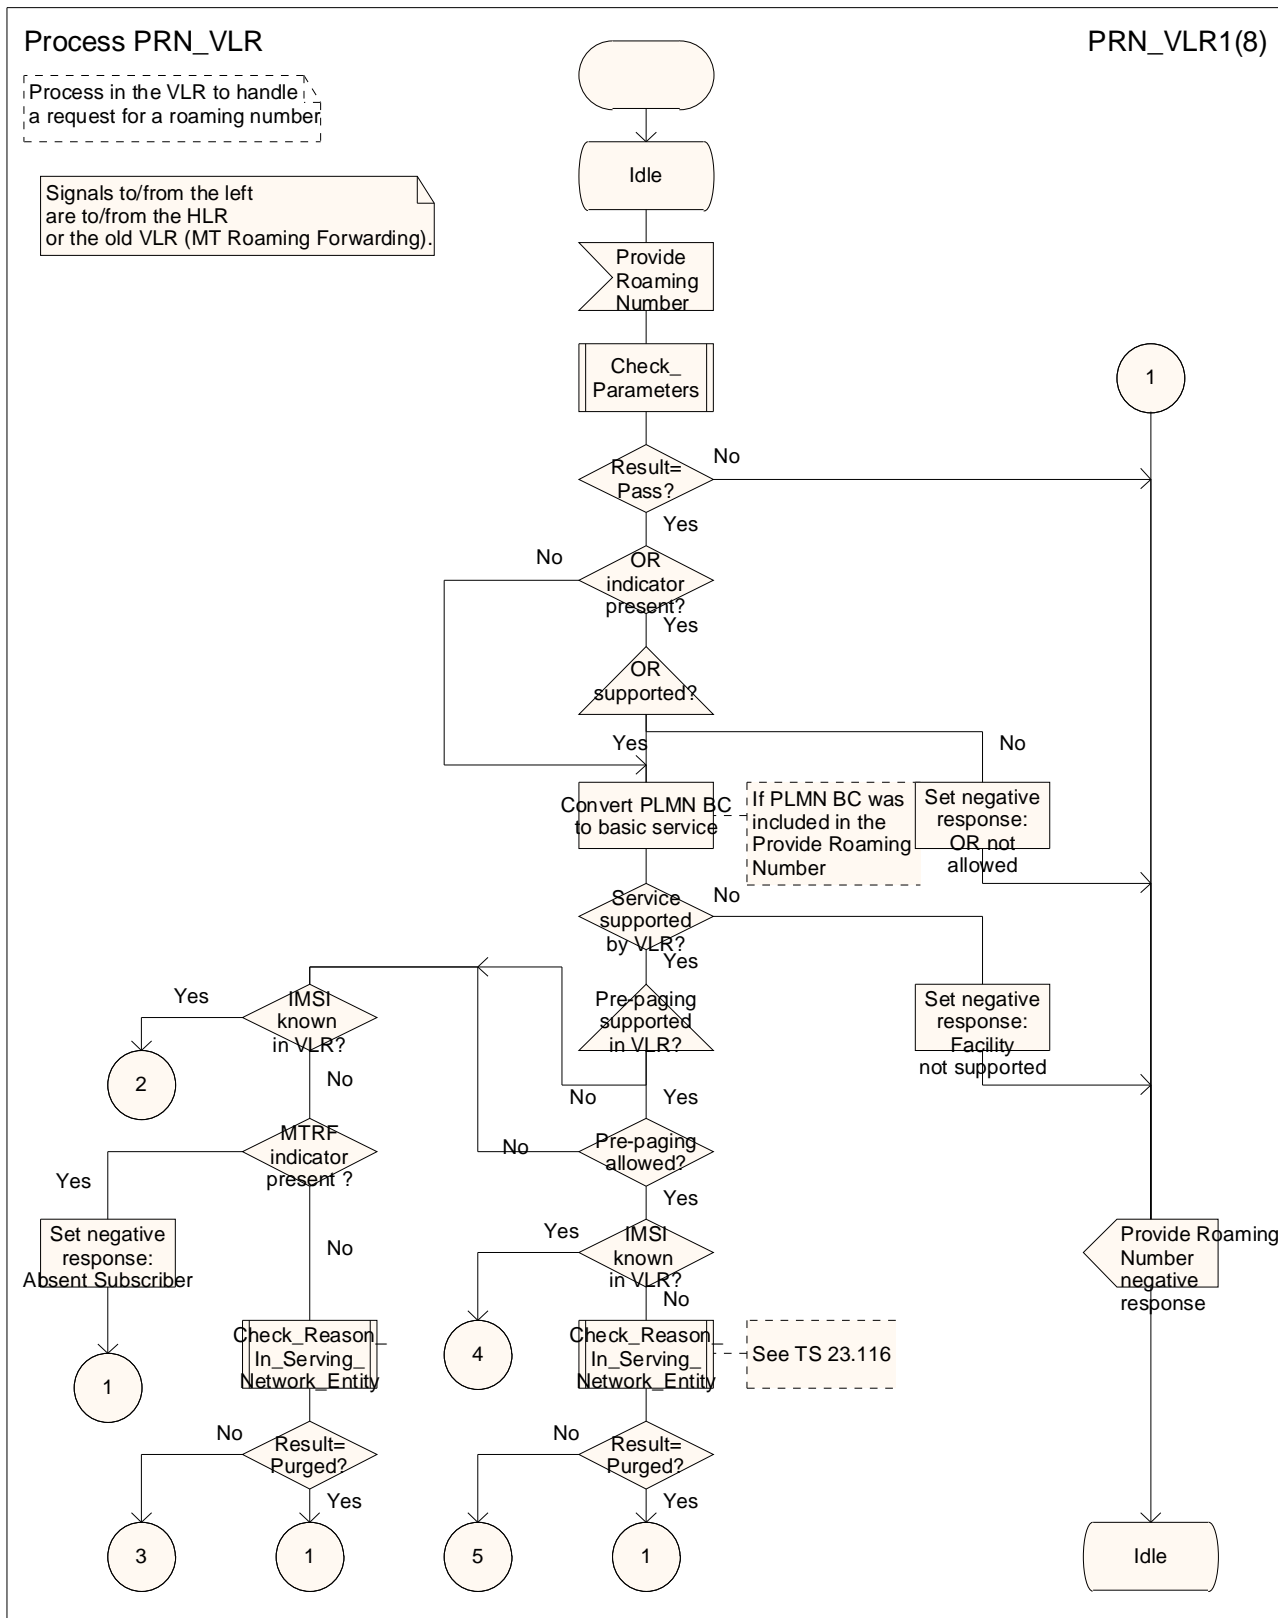 Process PRN_VLR
PRN_VLR1(8)
Process in the VLR to handle
a request for a roaming number
Signals to/from the left
are to/from the HLR
or the old VLR (MT Roaming Forwarding).
Idle
Provide
Roaming
Number
Check_
Parameters
1
Result=
Pass?
No
Yes
No
OR
indicator
present?
Yes
OR
supported?
Yes
No
Convert PLMN BC
to basic service
If PLMN BC was
included in the
Provide Roaming
Number
Set negative
response:
OR not
allowed
Service
supported
by VLR?
No
Yes
Yes
IMSI
known
in VLR?
Pre-paging
supported
in VLR?
Set negative
response:
Facility
not supported
2
No
No
Yes
MTRF
indicator
present ?
No
Pre-paging
allowed?
Yes
Yes
Set negative
response:
Absent Subscriber
No
Yes
IMSI
known
in VLR?
No
Provide Roaming
Number
negative
response
1
Check_Reason_
In_Serving_
Network_Entity
4
Check_Reason_
In_Serving_
Network_Entity
See TS 23.116
No
Result=
Purged?
Yes
No
Result=
Purged?
Yes
3
1
5
1
Idle